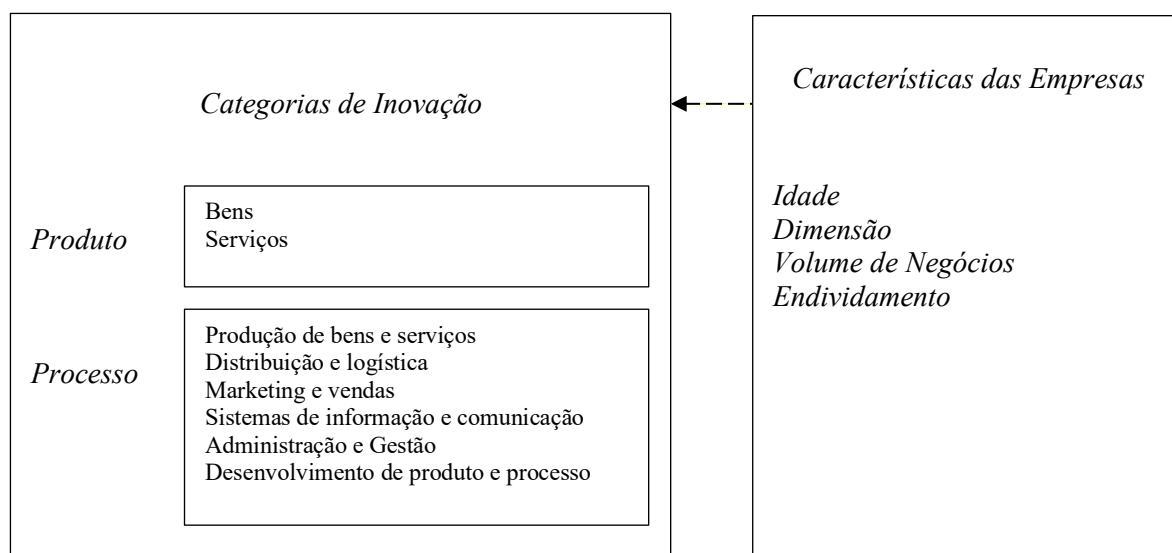 Categorias de Inovação
Produto
Bens
Serviços
Processo
Produção de bens e serviços
Distribuição e logística
Marketing e vendas
Sistemas de informação e comunicação
Administração e Gestão
Desenvolvimento de produto e processo
Características das Empresas
Idade
Dimensão
Volume de Negócios
Endividamento